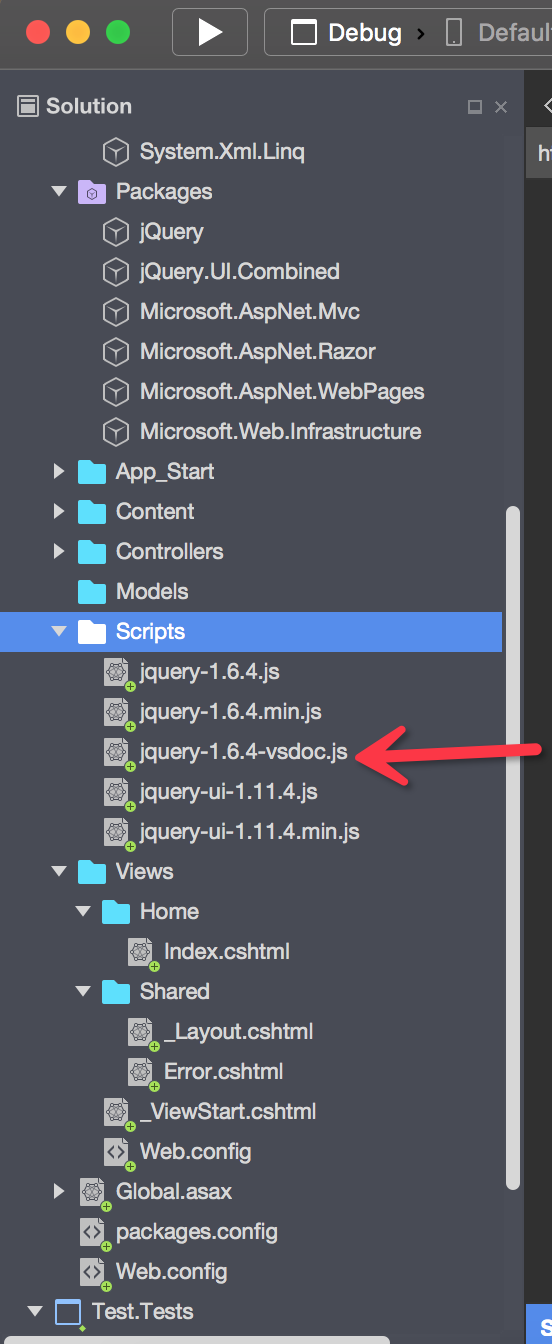 Debug > Defaul
Solution
System.Xml.Linq
Packages
jQuery
jQuery.UI.Combined
Microsoft.AspNet.Mvc
Microsoft.AspNet.Razor
Microsoft.AspNet.WebPages
Microsoft.Web.Infrastructure
App_Start
Content
Controllers
Models
Scripts
jquery-1.6.4.js
jquery-1.6.4.min.js
jquery-1.6.4-vsdoc.js
jquery-ui-1.11.4.js
jquery-ui-1.11.4.min.js
Views
Home
Index.cshtml
Shared
_Layout.cshtml
Error.cshtml
_ViewStart.cshtml
Web.config
Global.asax
packages.config
Web.config
Test.Tests